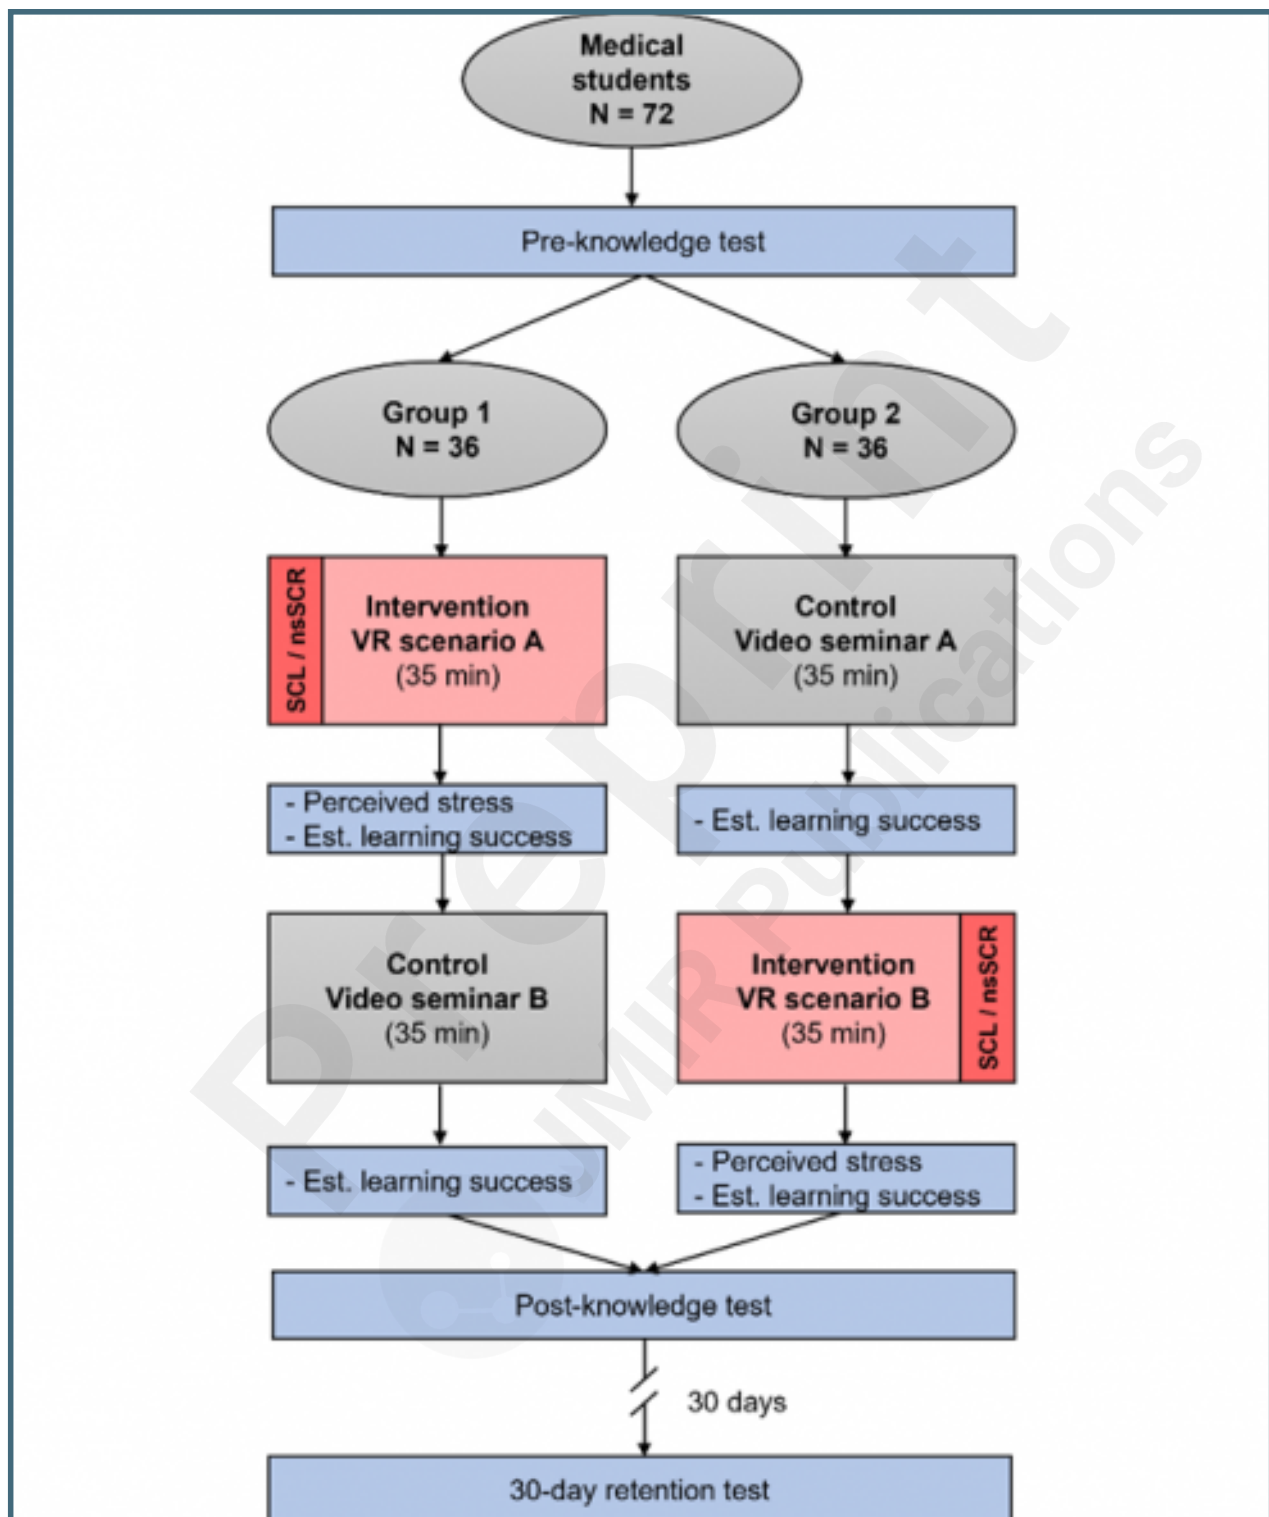 Medical
students
N = 72
Pre-knowledge test
Group 1
N = 36
Group 2
N = 36
SCL / nsSCR
Intervention
VR scenario A
(35 min)
Control
Video seminar A
(35 min)
- Perceived stress
- Est. learning success
- Est. learning success
Control
Video seminar B
(35 min)
Intervention
VR scenario B
(35 min)
SCL / nsSCR
- Est. learning success
- Perceived stress
- Est. learning success
Post-knowledge test
30 days
30-day retention test
Preprint
JMIR Publications